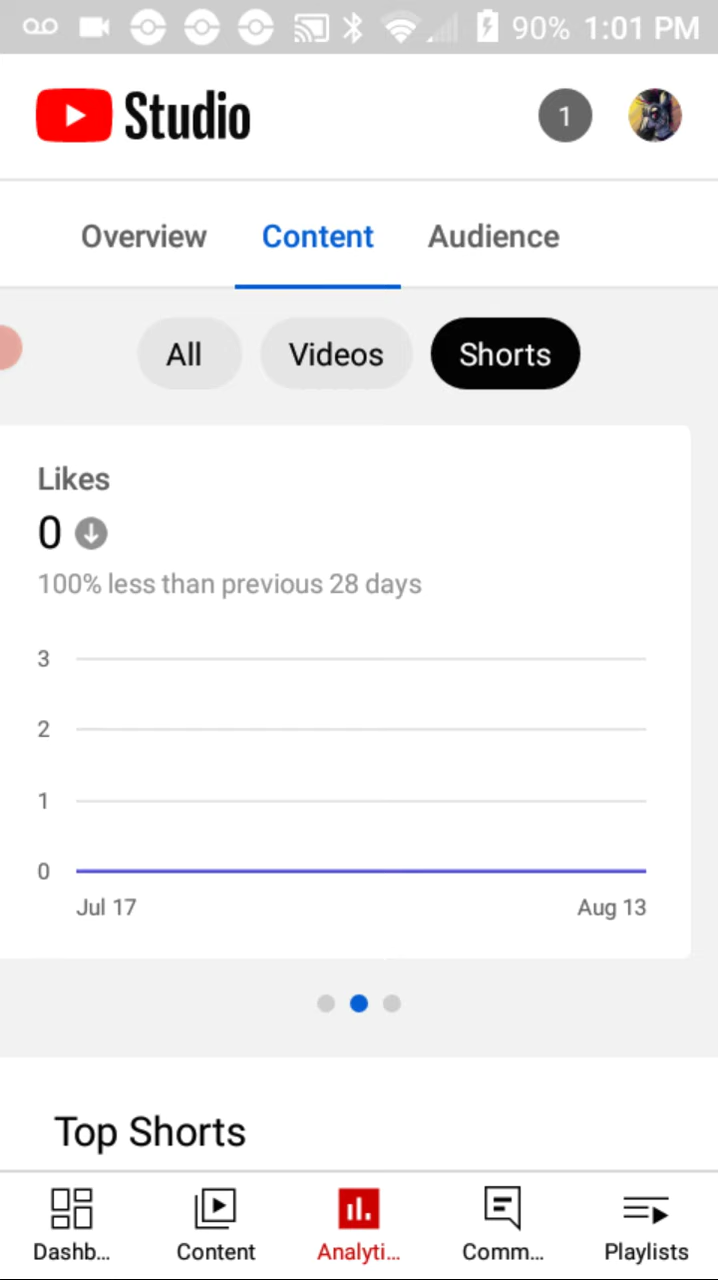 90% 1:01 PM
Studio
1
Overview Content Audience
All Videos Shorts
Likes
0
100% less than previous 28 days
3
2
1
0
Jul 17 Aug 13
Top Shorts
Dashb... Content Analyti... Comm... Playlists